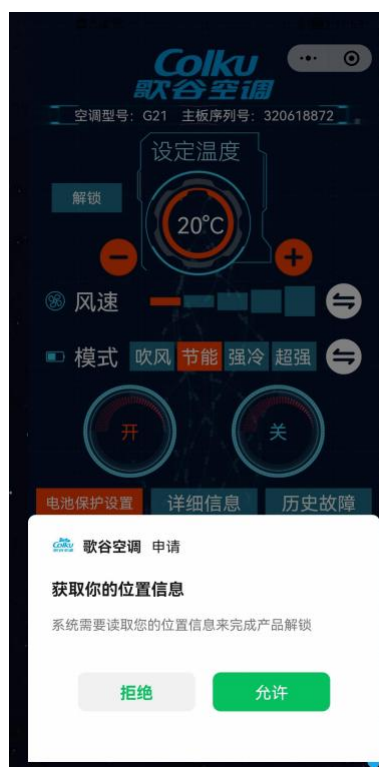 Colku
歌谷空调
空调型号：G21 主板序列号：320618872
设定温度
解锁
20°C
风速
模式 吹风 节能 强冷 超强
开 关
电池保护设置 详细信息 历史故障
Colku 歌谷空调 申请
获取你的位置信息
系统需要读取您的位置信息来完成产品解锁
拒绝 允许